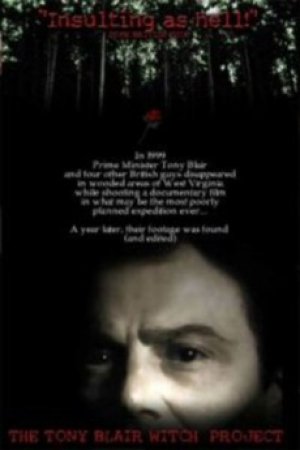 "Insulting as hell!"
In 1999
Prime Minister Tony Blair
and four other British guys disappeared
in wooded areas of West Virginia,
while shooting a documentary film
in what may be the most poorly
planned expedition ever...
A year later, their footage was found
(and edited)
THE TONY BLAIR WITCH PROJECT